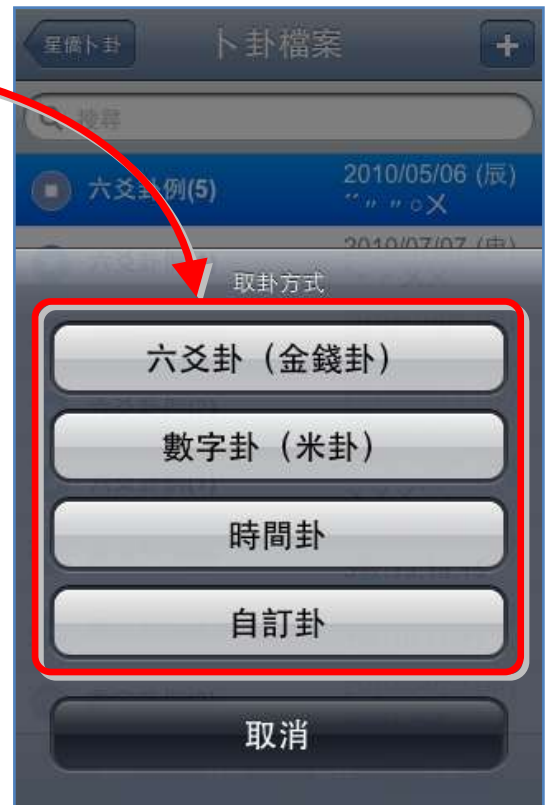 星僑卜卦
卜卦檔案
+
搜尋
六爻卦例(5)
2010/05/06 (辰)
2010/07/07 (申)
取卦方式
六爻卦（金錢卦）
數字卦（米卦）
時間卦
自訂卦
取消